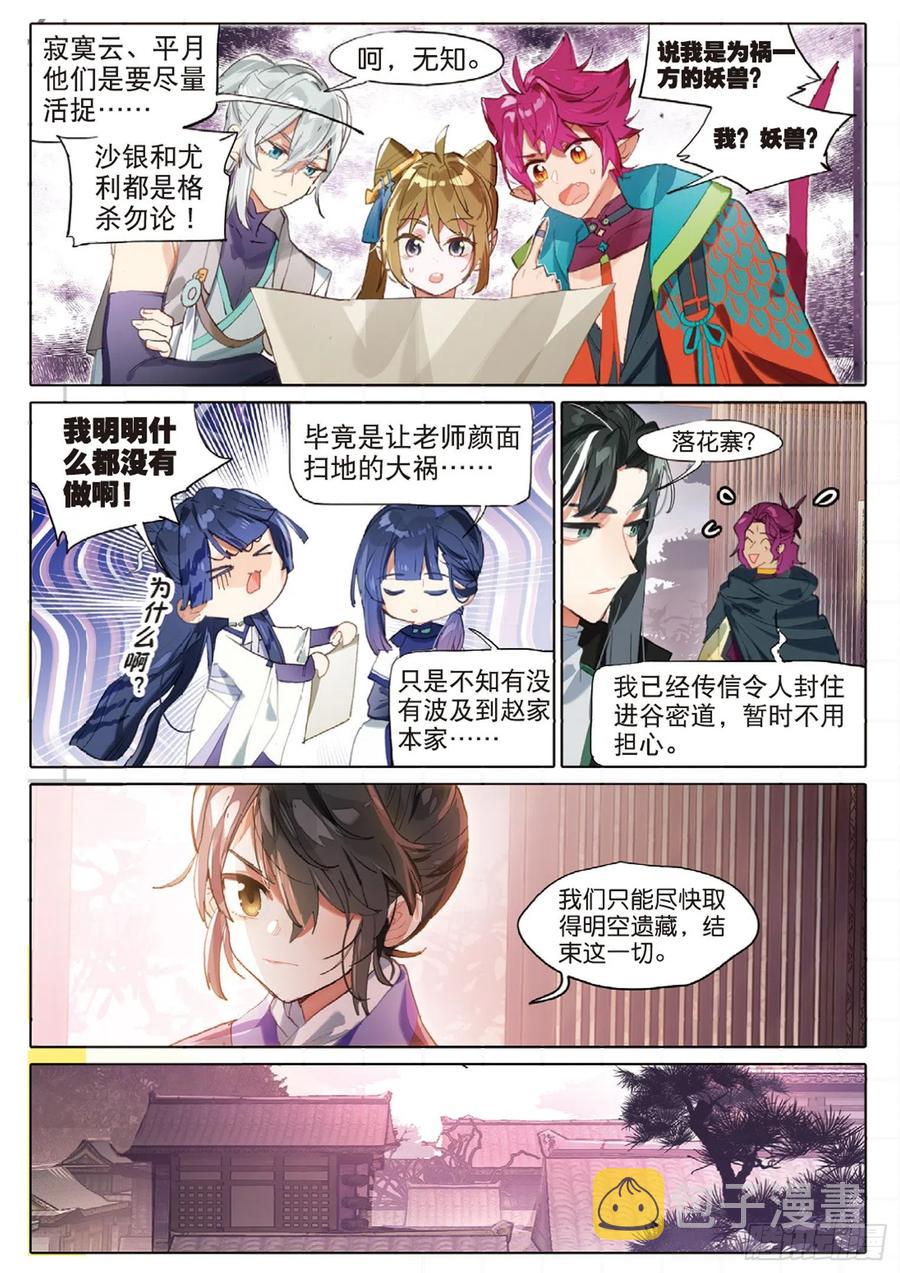 寂寞云、平月
他们是要尽量
活捉……
沙银和尤
利都是格
杀勿论！
呵，无知。
说我是为祸一
方的妖兽？
我？妖兽？
我明明什
么都没有
做啊！
为什么啊？
毕竟是让老师颜面
扫地的大祸……
只是不知有没
有波及到赵家
本家……
落花寨？
我已经传信令人封住
进谷密道，暂时不用
担心。
我们只能尽快取
得明空遗藏，结
束这一切。
包子漫畫